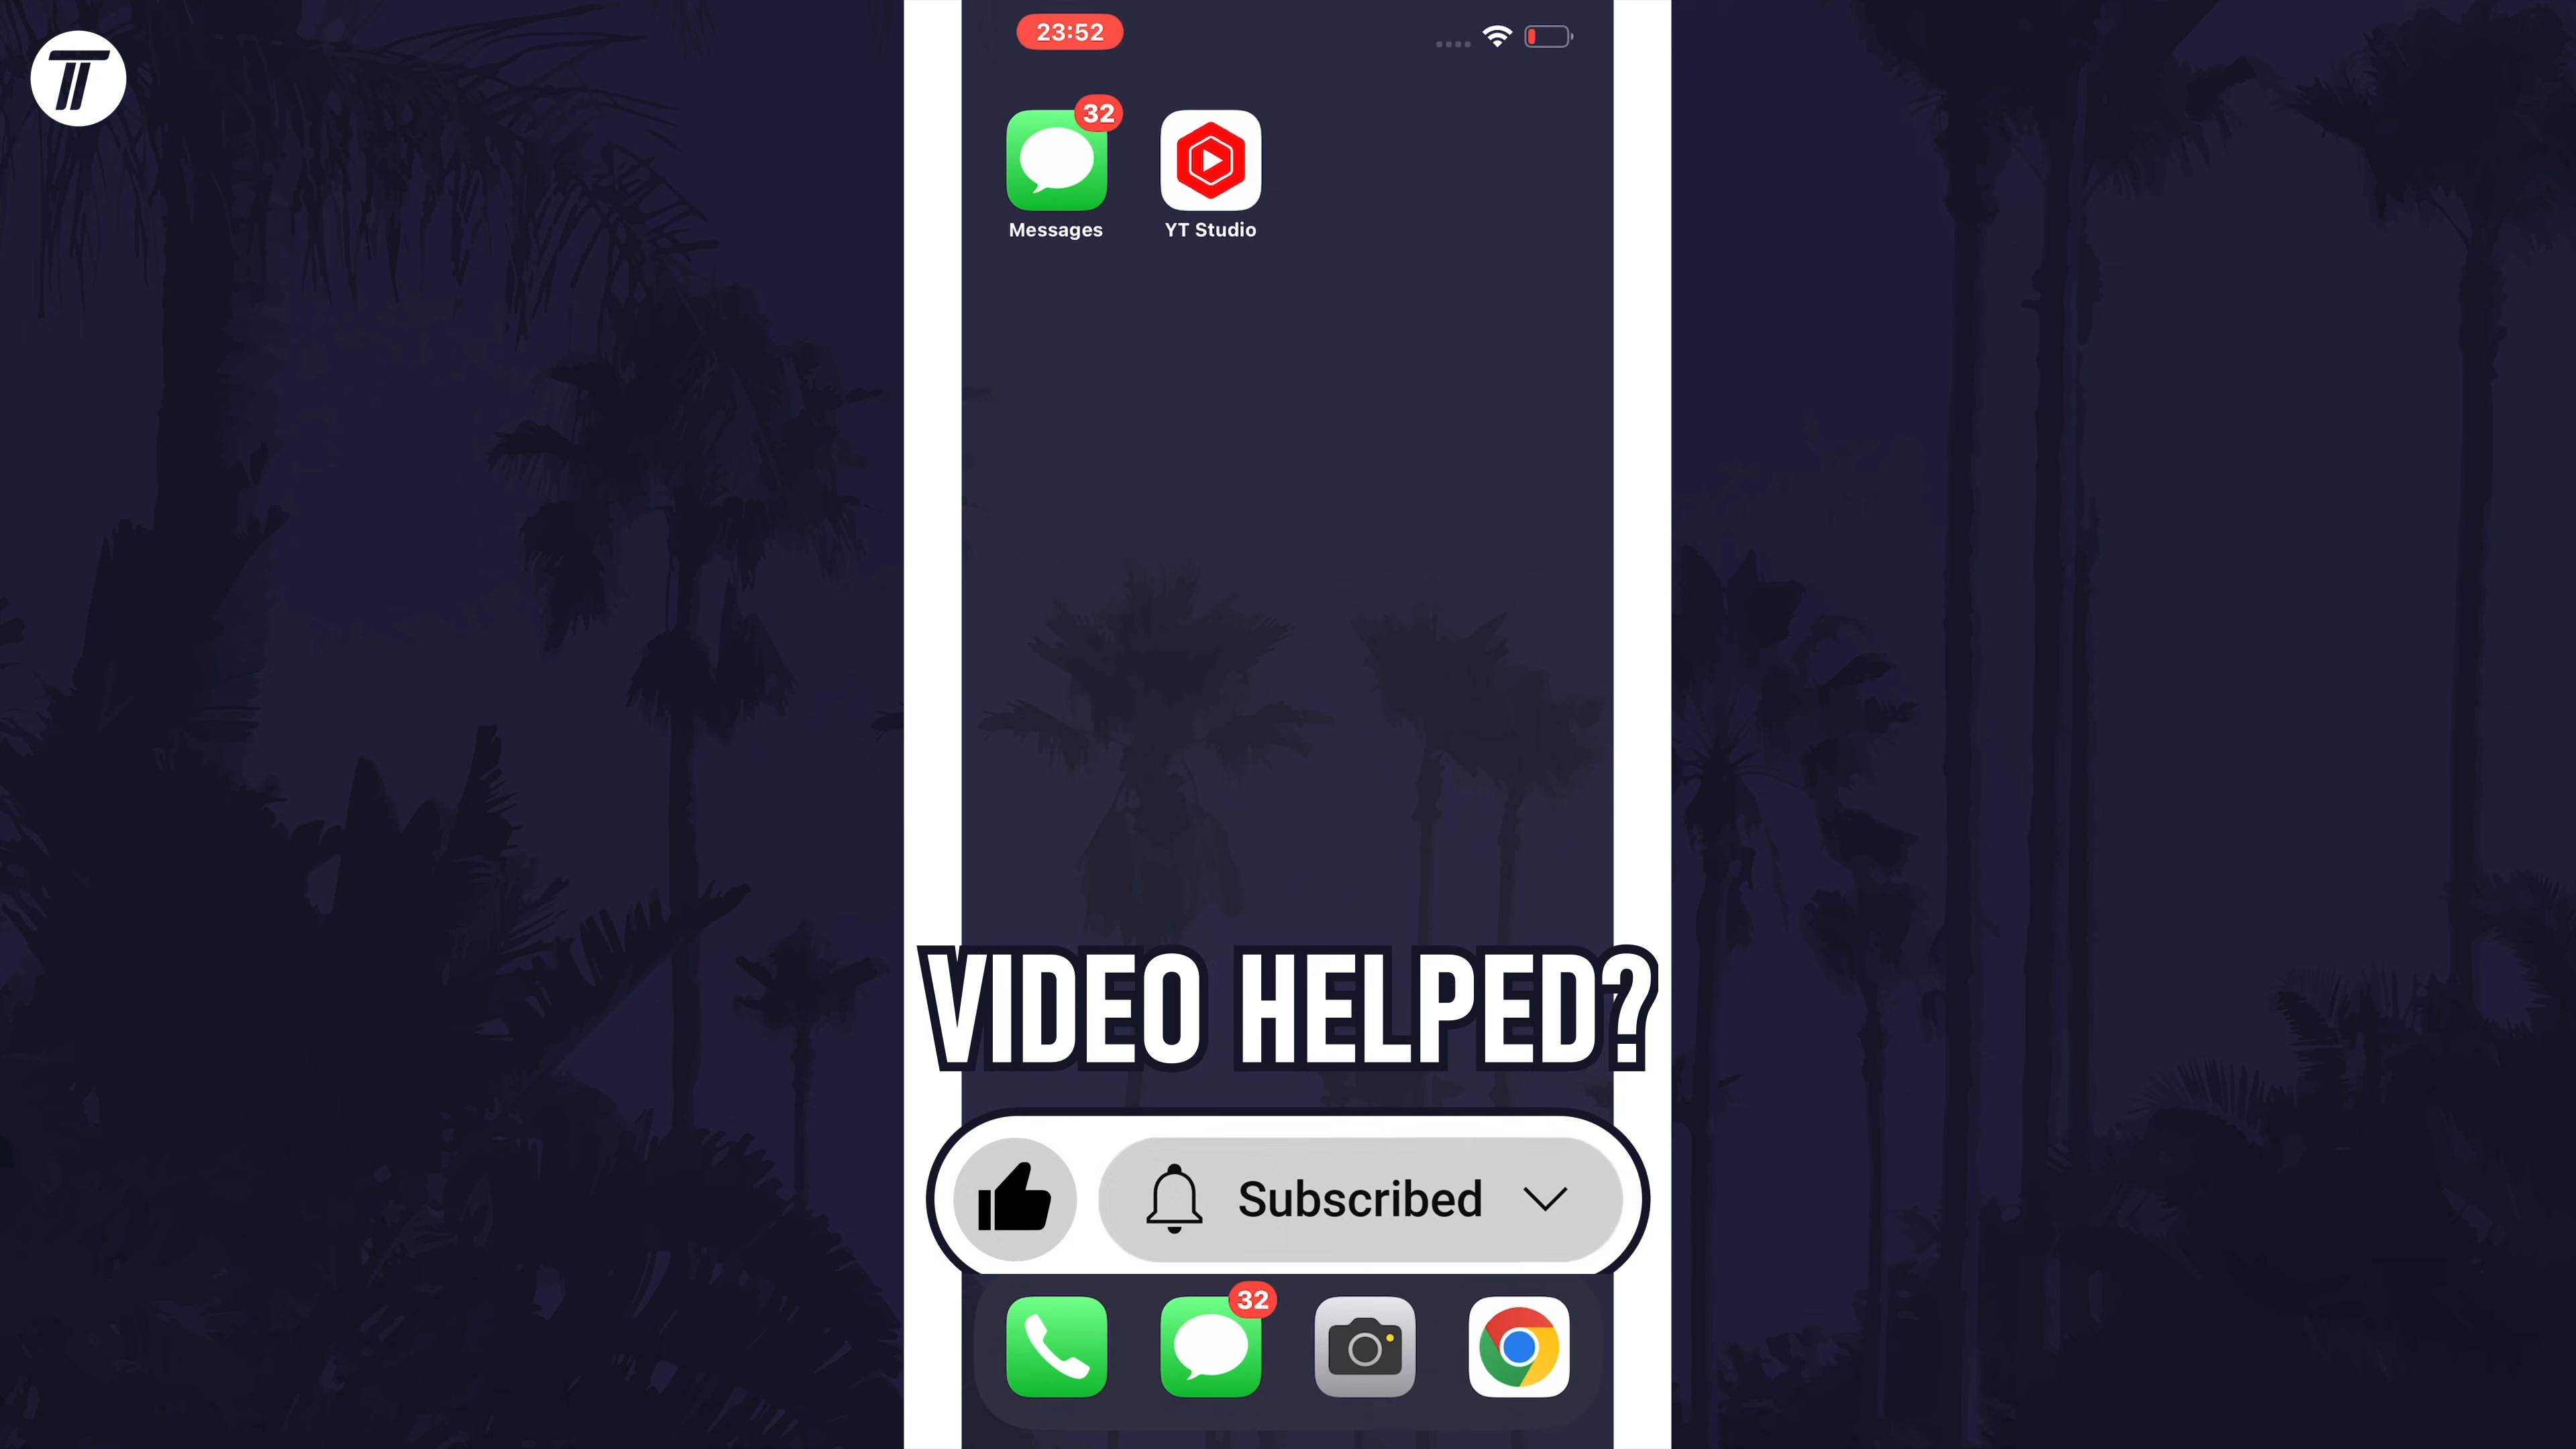 23:52
32
Messages
YT Studio
VIDEO HELPED?
Subscribed
32